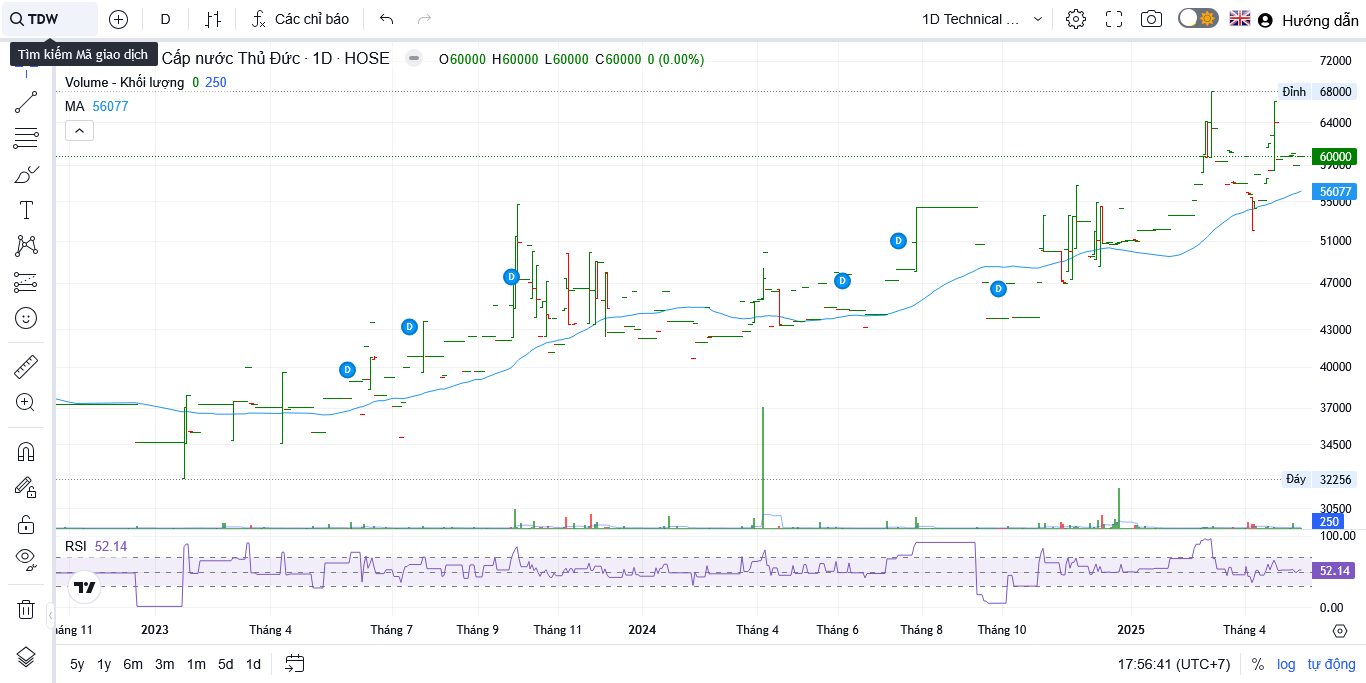 TDW D Các chỉ báo 1D Technical ... Hướng dẫn
Tìm kiếm Mã giao dịch
Cấp nước Thủ Đức · 1D · HOSE O60000 H60000 L60000 C60000 0 (0.00%)
Volume - Khối lượng 0 250
MA 56077
72000
Đỉnh 68000
64000
60000
59000
56077
55000
51000
47000
43000
40000
37000
34500
Đáy 32256
30500
250
D
D
D
D
D
D
RSI 52.14
100.00
52.14
0.00
áng 11 2023 Tháng 4 Tháng 7 Tháng 9 Tháng 11 2024 Tháng 4 Tháng 6 Tháng 8 Tháng 10 2025 Tháng 4
5y 1y 6m 3m 1m 5d 1d 17:56:41 (UTC+7) % log tự động